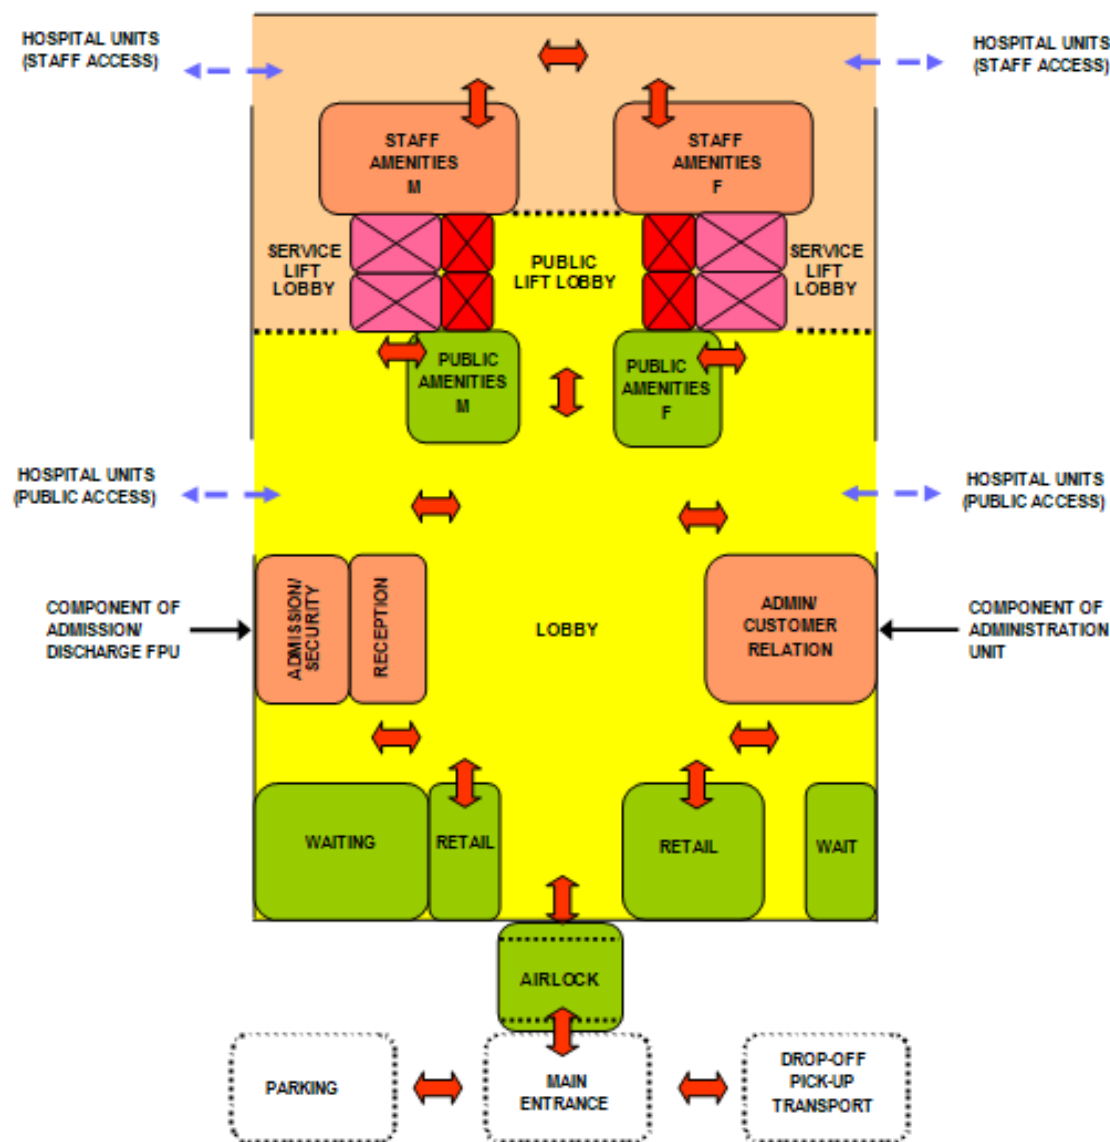 HOSPITAL UNITS
(STAFF ACCESS)
HOSPITAL UNITS
(STAFF ACCESS)
STAFF
AMENITIES
M
STAFF
AMENITIES
F
SERVICE
LIFT
LOBBY
PUBLIC
LIFT LOBBY
SERVICE
LIFT
LOBBY
PUBLIC
AMENITIES
M
PUBLIC
AMENITIES
F
HOSPITAL UNITS
(PUBLIC ACCESS)
HOSPITAL UNITS
(PUBLIC ACCESS)
COMPONENT OF
ADMISSION/
DISCHARGE FPU
ADMISSION/
SECURITY
RECEPTION
LOBBY
ADMIN/
CUSTOMER
RELATION
COMPONENT OF
ADMINISTRATION
UNIT
WAITING
RETAIL
RETAIL
WAIT
AIRLOCK
PARKING
MAIN
ENTRANCE
DROP-OFF
PICK-UP
TRANSPORT